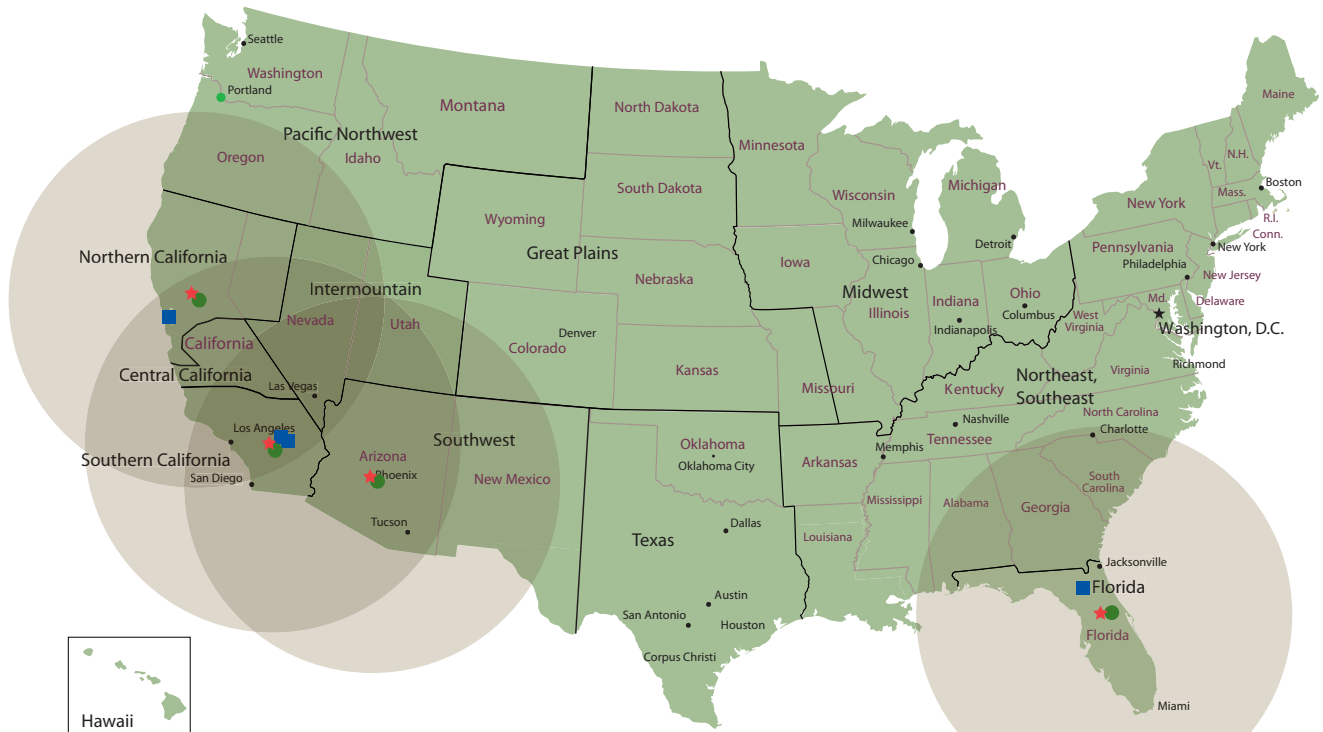 Seattle
Washington
Portland
Montana
North Dakota
Minnesota
Maine
Pacific Northwest
Oregon
Idaho
South Dakota
Wisconsin
Michigan
Vt.
N.H.
Mass.
Boston
New York
R.I.
Conn.
Wyoming
Milwaukee
Detroit
Pennsylvania
New York
Northern California
Great Plains
Iowa
Chicago
Philadelphia
New Jersey
Nebraska
Intermountain
Midwest
Indiana
Ohio
Md.
Delaware
Nevada
Utah
Illinois
Columbus
West
Virginia
Washington, D.C.
Indianapolis
Denver
Colorado
California
Central California
Kansas
Missouri
Kentucky
Northeast,
Southeast
Virginia
Richmond
Las Vegas
North Carolina
Nashville
Charlotte
Los Angeles
Southwest
Oklahoma
Tennessee
Memphis
Southern California
Arizona
Oklahoma City
Arkansas
San Diego
Phoenix
New Mexico
South
Carolina
Mississippi
Alabama
Georgia
Tucson
Dallas
Texas
Louisiana
Jacksonville
Florida
Austin
San Antonio
Houston
Florida
Corpus Christi
Miami
Hawaii